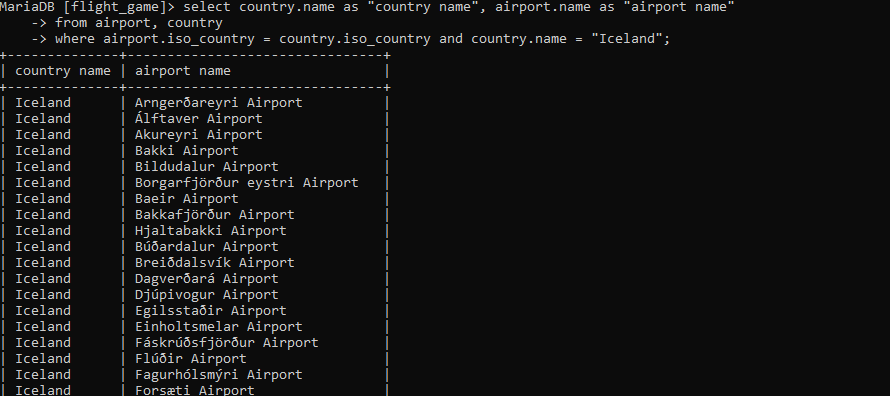 MariaDB [flight_game]> select country.name as "country name", airport.name as "airport name"
-> from airport, country
-> where airport.iso_country = country.iso_country and country.name = "Iceland";
+--------------+--------------------------------+
| country name | airport name |
+--------------+--------------------------------+
| Iceland | Arngerðareyri Airport |
| Iceland | Álftaver Airport |
| Iceland | Akureyri Airport |
| Iceland | Bakki Airport |
| Iceland | Bildudalur Airport |
| Iceland | Borgarfjörður eystri Airport |
| Iceland | Baeir Airport |
| Iceland | Bakkafjörður Airport |
| Iceland | Hjaltabakki Airport |
| Iceland | Búðardalur Airport |
| Iceland | Breiðdalsvík Airport |
| Iceland | Dagverðará Airport |
| Iceland | Djúpivogur Airport |
| Iceland | Egilsstaðir Airport |
| Iceland | Einholtsmelar Airport |
| Iceland | Fáskrúðsfjörður Airport |
| Iceland | Flúðir Airport |
| Iceland | Fagurhólsmýri Airport |
| Iceland | Forsæti Airport |